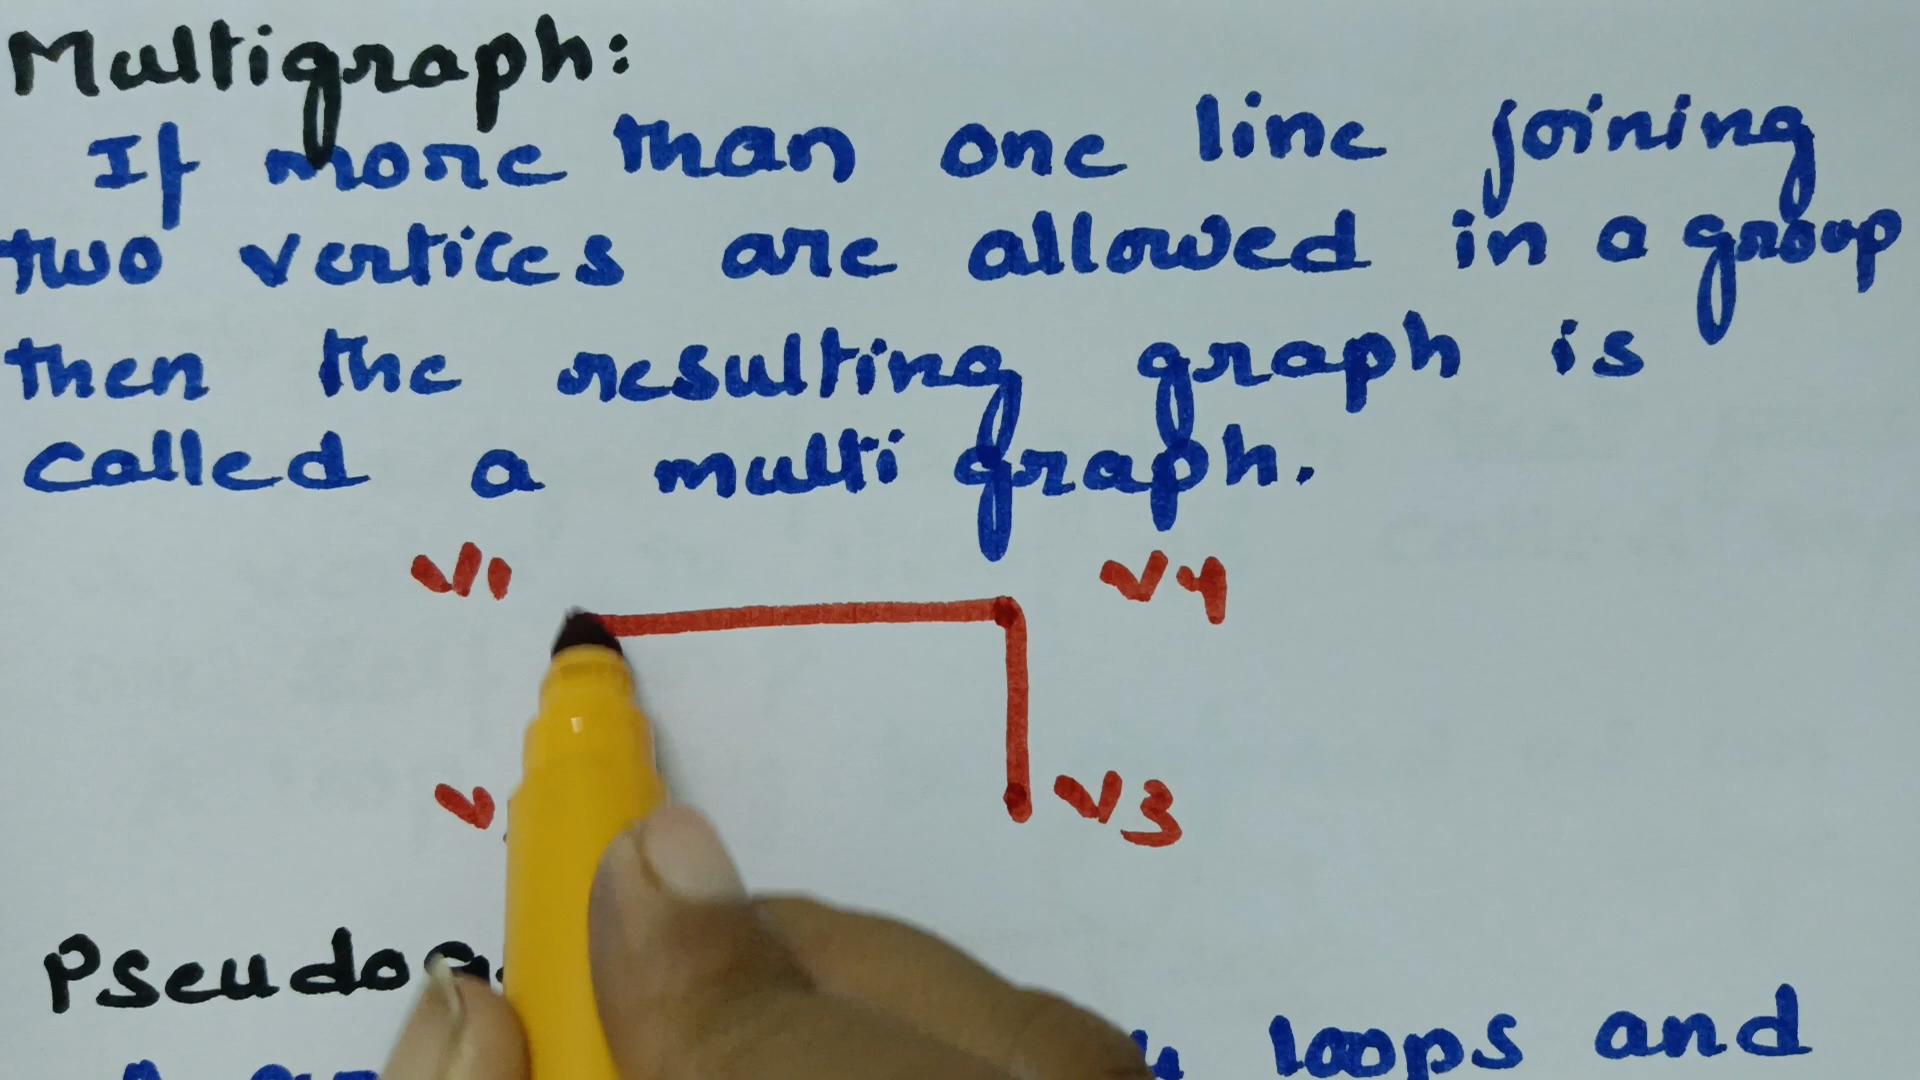 Multigraph:
If more than one line joining
two vertices are allowed in a group
then the resulting graph is
called a multi graph.
V1 V4
V3
loops and